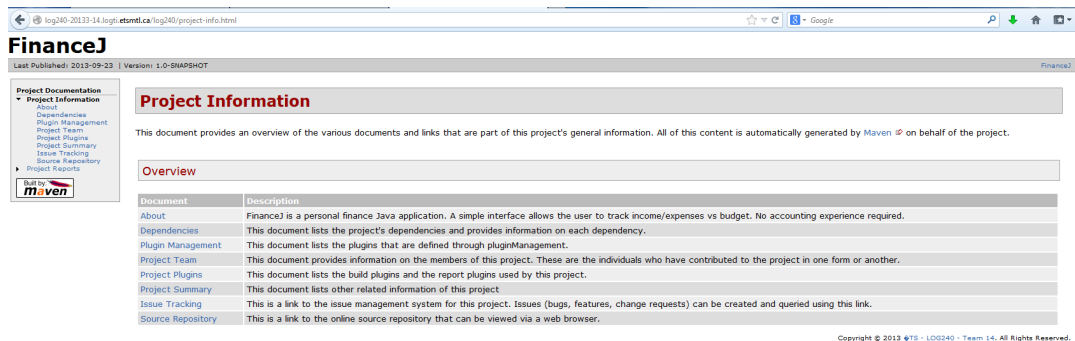 log240-20133-14.logti.etsmtl.ca/log240/project-info.html
Google
FinanceJ
Last Published: 2013-09-23 | Version: 1.0-SNAPSHOT
FinanceJ
Project Documentation
Project Information
About
Dependencies
Plugin Management
Project Team
Project Plugins
Project Summary
Issue Tracking
Source Repository
Project Reports
Built by:
maven
Project Information
This document provides an overview of the various documents and links that are part of this project's general information. All of this content is automatically generated by Maven on behalf of the project.
Overview
Document Description
About FinanceJ is a personal finance Java application. A simple interface allows the user to track income/expenses vs budget. No accounting experience required.
Dependencies This document lists the project's dependencies and provides information on each dependency.
Plugin Management This document lists the plugins that are defined through pluginManagement.
Project Team This document provides information on the members of this project. These are the individuals who have contributed to the project in one form or another.
Project Plugins This document lists the build plugins and the report plugins used by this project.
Project Summary This document lists other related information of this project
Issue Tracking This is a link to the issue management system for this project. Issues (bugs, features, change requests) can be created and queried using this link.
Source Repository This is a link to the online source repository that can be viewed via a web browser.
Copyright © 2013 �TS - LOG240 - Team 14. All Rights Reserved.